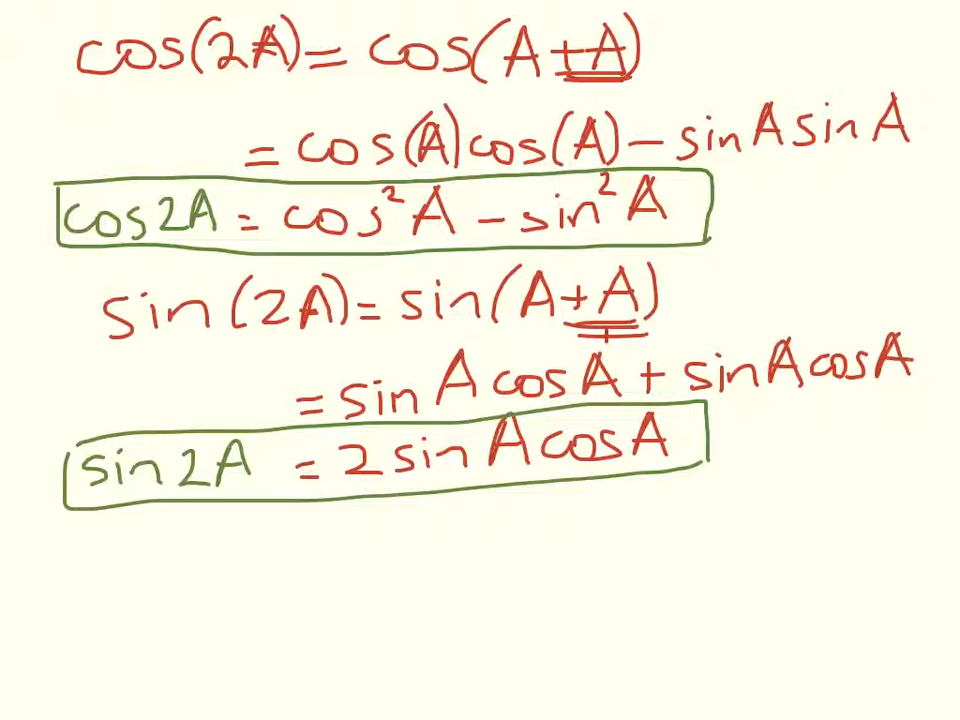 cos(2A)= cos(A+A)
= cos(A)cos(A) - sinA sinA
cos2A = cos²A - sin²A
sin(2A)= sin(A+A)
= sinA cosA + sinA cosA
sin2A = 2sinA cosA